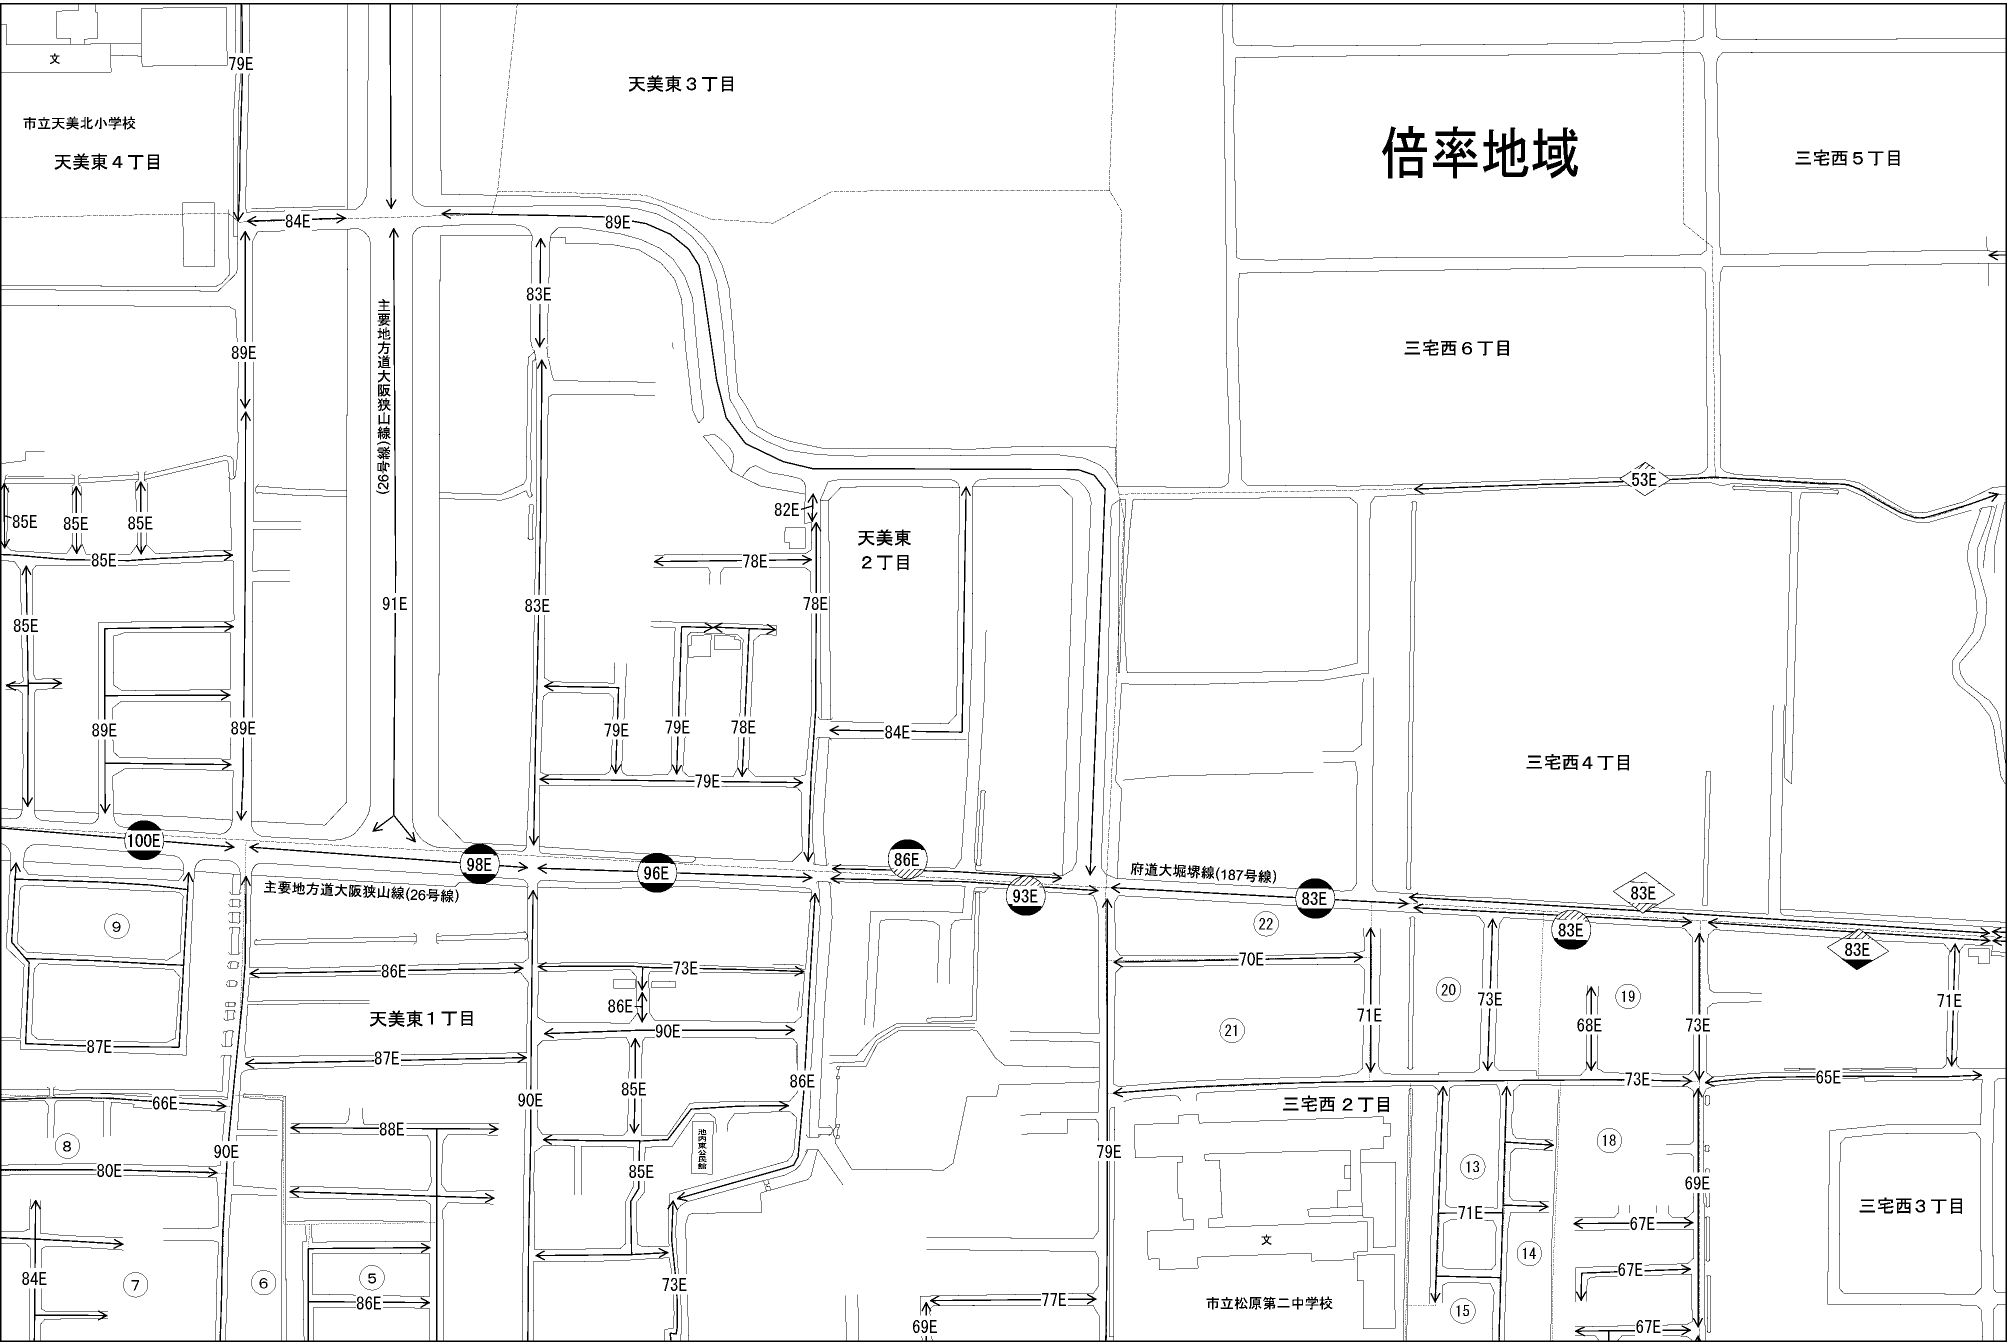 79E
文
天美東3丁目
市立天美北小学校
天美東4丁目
倍率地域
三宅西5丁目
84E
89E
83E
主要地方道大阪狭山線(26号線)
89E
三宅西6丁目
53E
82E
85E
85E
85E
天美東
2丁目
85E
78E
91E
83E
78E
85E
89E
89E
79E
79E
78E
84E
79E
三宅西4丁目
100E
98E
96E
86E
93E
府道大堀堺線(187号線)
83E
83E
83E
83E
主要地方道大阪狭山線(26号線)
9
22
86E
73E
70E
20
19
86E
73E
71E
71E
68E
73E
天美東1丁目
90E
21
87E
87E
85E
86E
73E
65E
66E
90E
三宅西2丁目
88E
池内東公民館
8
18
90E
79E
80E
85E
13
69E
71E
67E
三宅西3丁目
文
14
84E
7
6
5
73E
67E
86E
77E
市立松原第二中学校
15
69E
67E